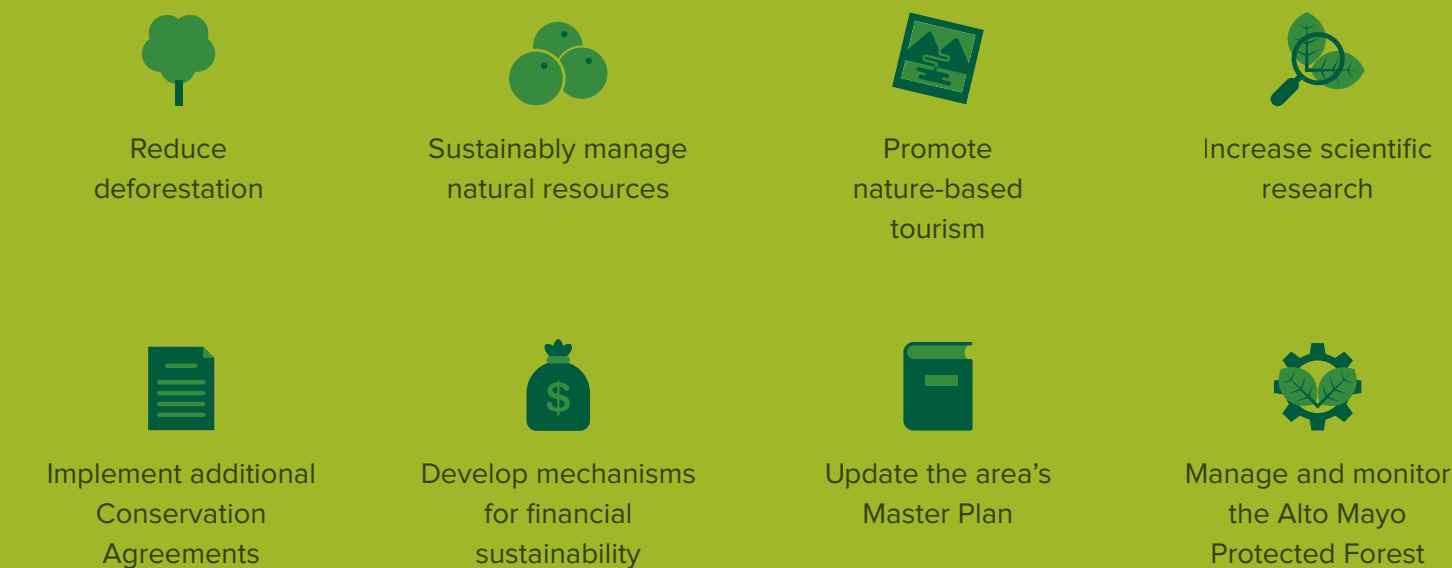 Reduce
deforestation
Sustainably manage
natural resources
Promote
nature-based
tourism
Increase scientific
research
Implement additional
Conservation
Agreements
$
Develop mechanisms
for financial
sustainability
Update the area’s
Master Plan
Manage and monitor
the Alto Mayo
Protected Forest